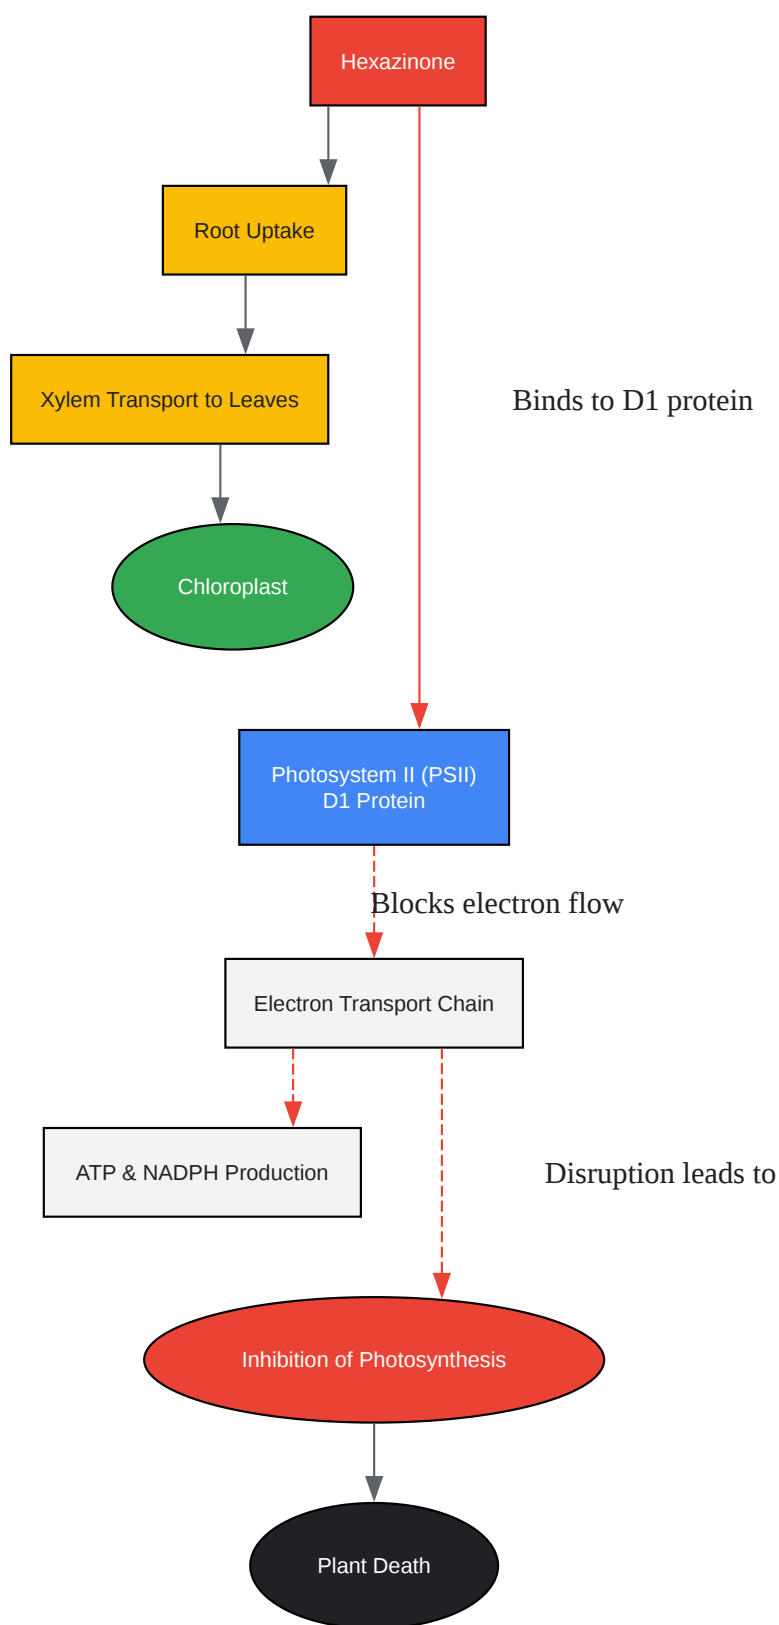 Hexazinone
Root Uptake
Xylem Transport to Leaves
Binds to D1 protein
Chloroplast
Photosystem II (PSII)
D1 Protein
Blocks electron flow
Electron Transport Chain
ATP & NADPH Production
Disruption leads to
Inhibition of Photosynthesis
Plant Death